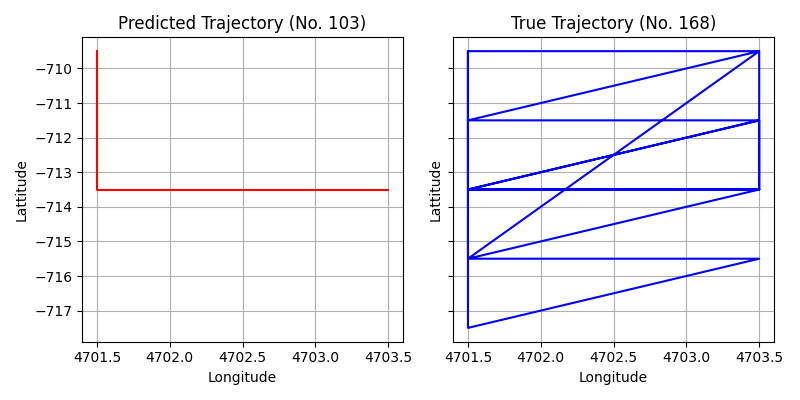 Predicted Trajectory (No. 103)
True Trajectory (No. 168)
Lattitude
−710
−711
−712
−713
−714
−715
−716
−717
4701.5 4702.0 4702.5 4703.0 4703.5
Longitude
Lattitude
4701.5 4702.0 4702.5 4703.0 4703.5
Longitude